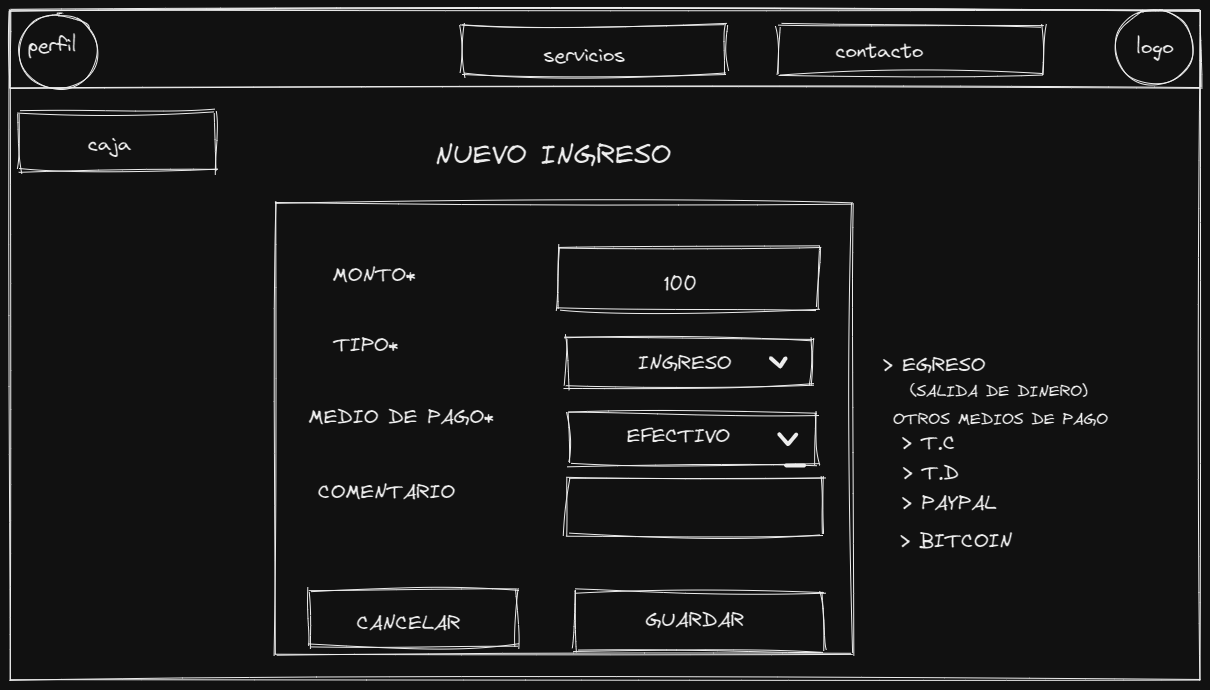 perfil
servicios
contacto
logo
caja
NUEVO INGRESO
MONTO*
100
TIPO*
INGRESO
MEDIO DE PAGO*
EFECTIVO
COMENTARIO
CANCELAR
GUARDAR
> EGRESO
(SALIDA DE DINERO)
OTROS MEDIOS DE PAGO
> T.C
> T.D
> PAYPAL
> BITCOIN